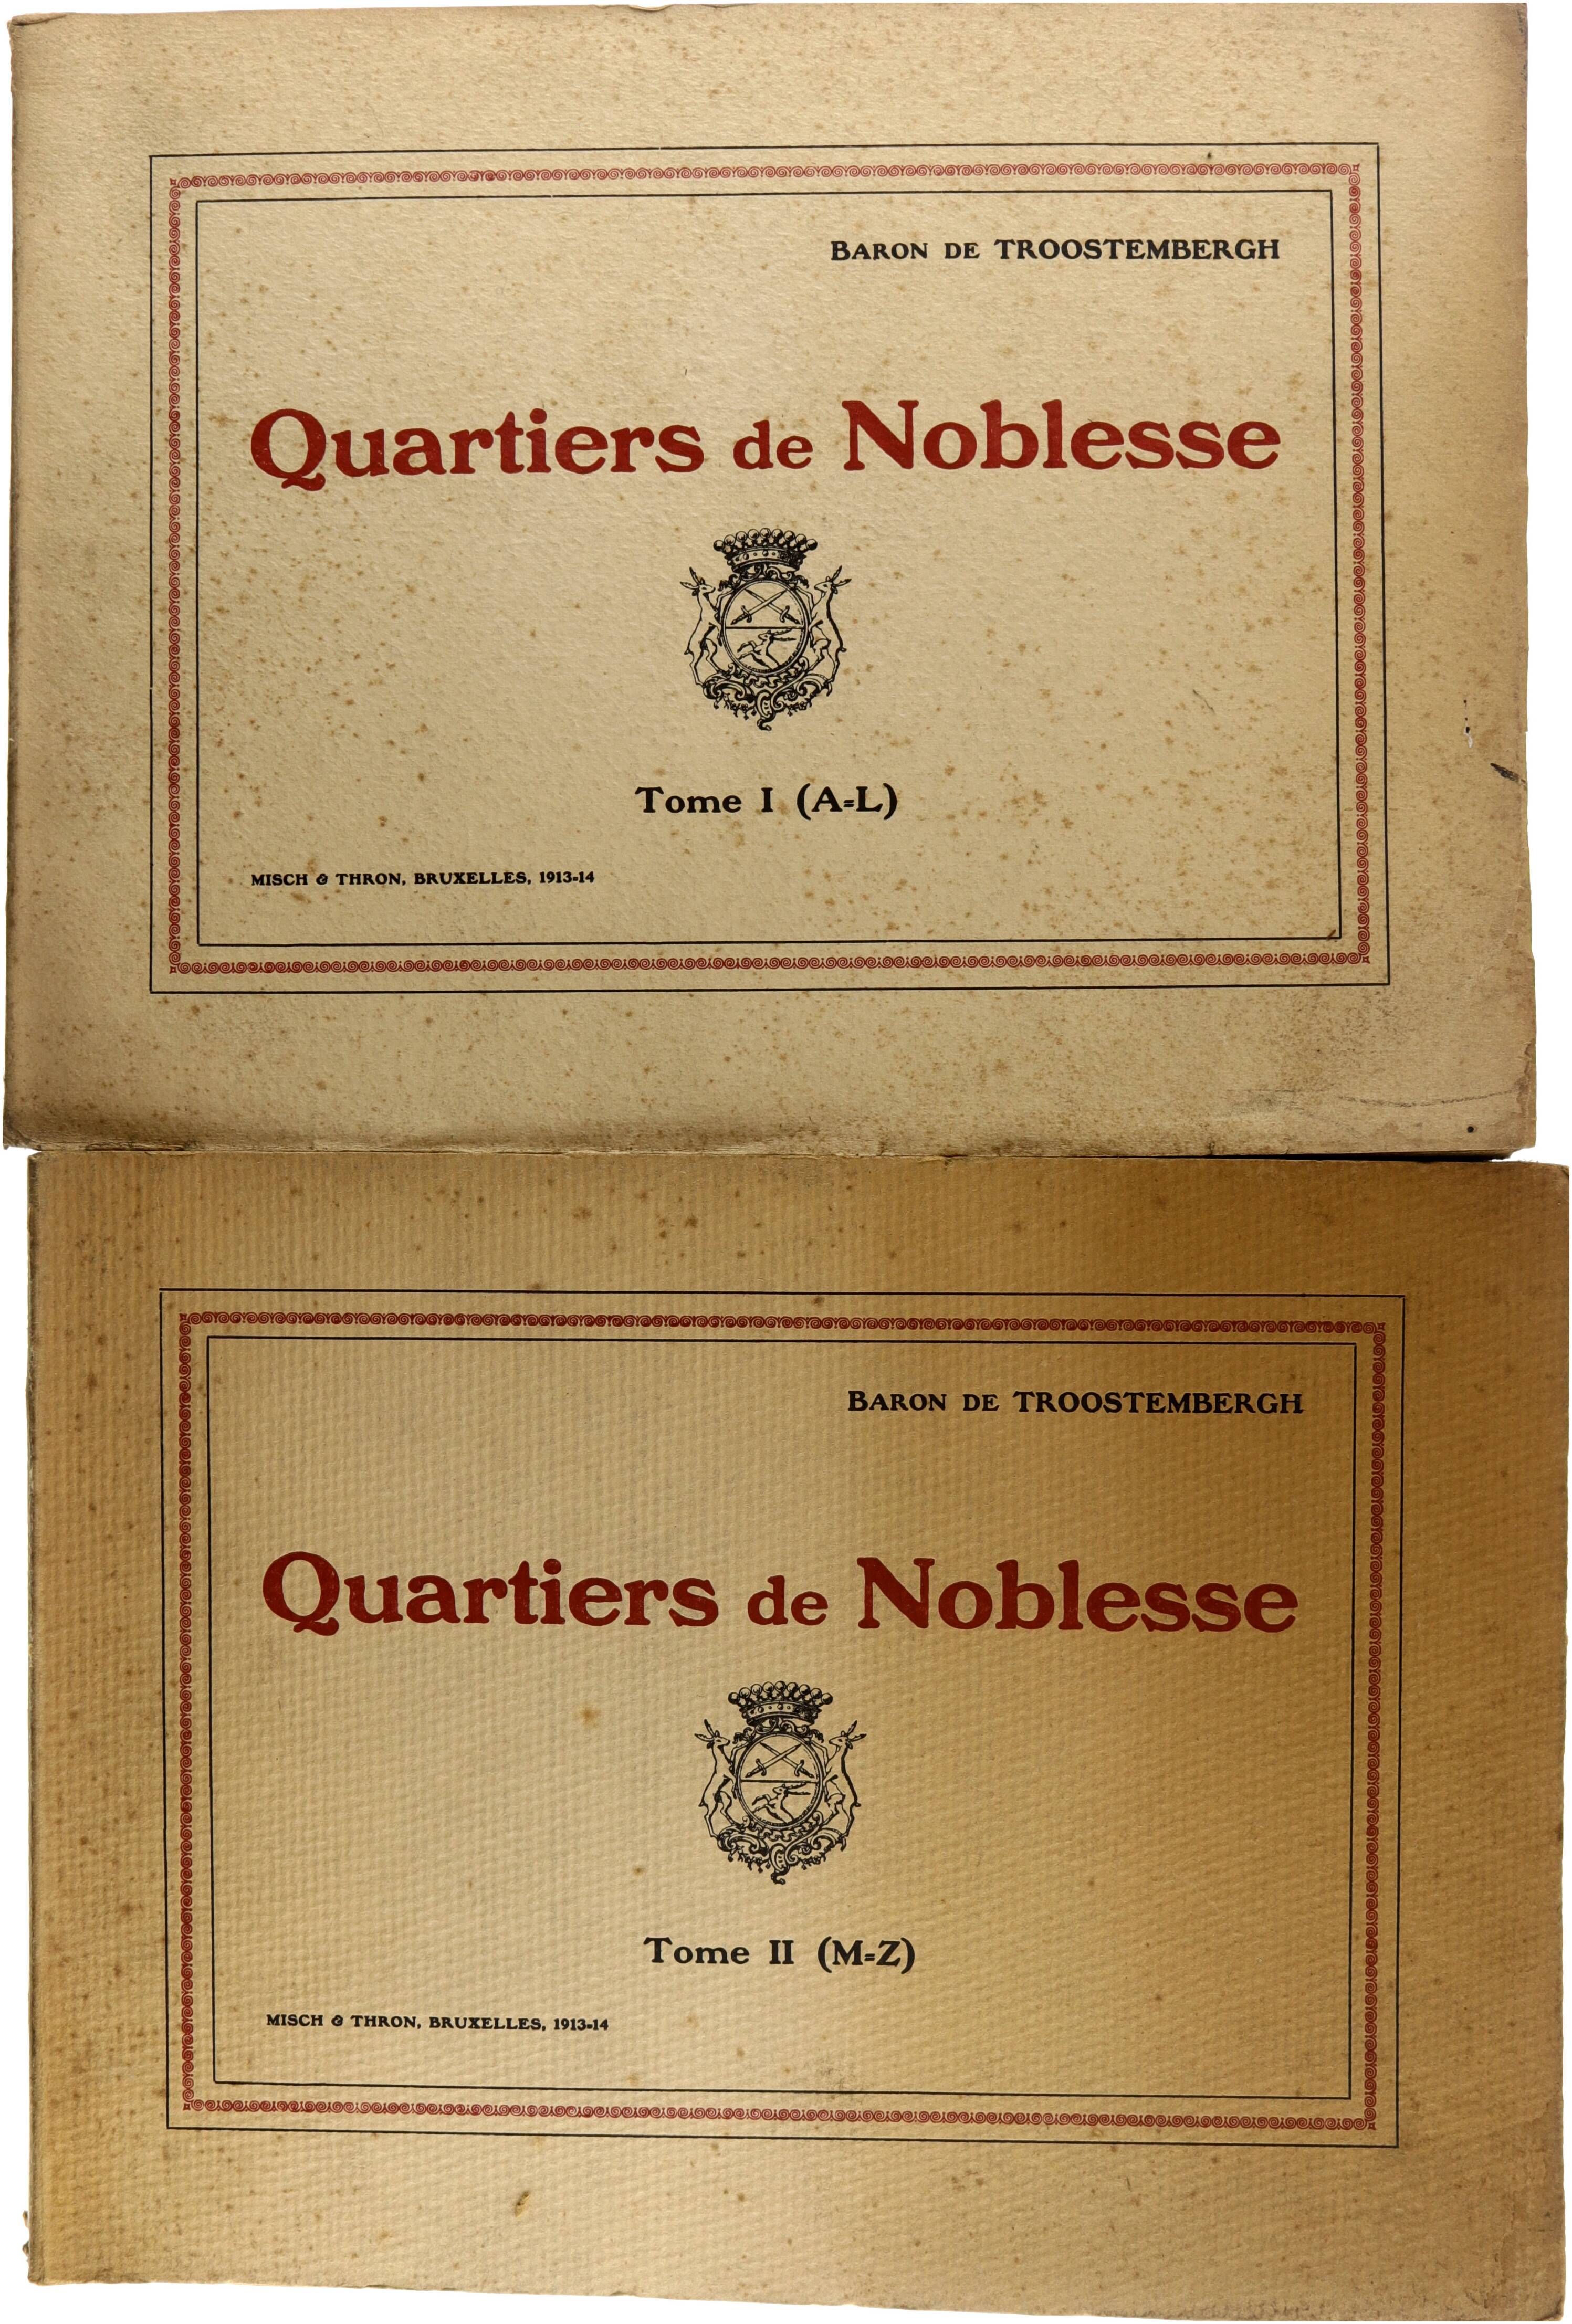 BARON DE TROOSTEMBERGH
Quartiers de Noblesse
Tome I (A=L)
MISCH & THRON, BRUXELLES, 1913-14
BARON DE TROOSTEMBERGH
Quartiers de Noblesse
Tome II (M=Z)
MISCH & THRON, BRUXELLES, 1913-14